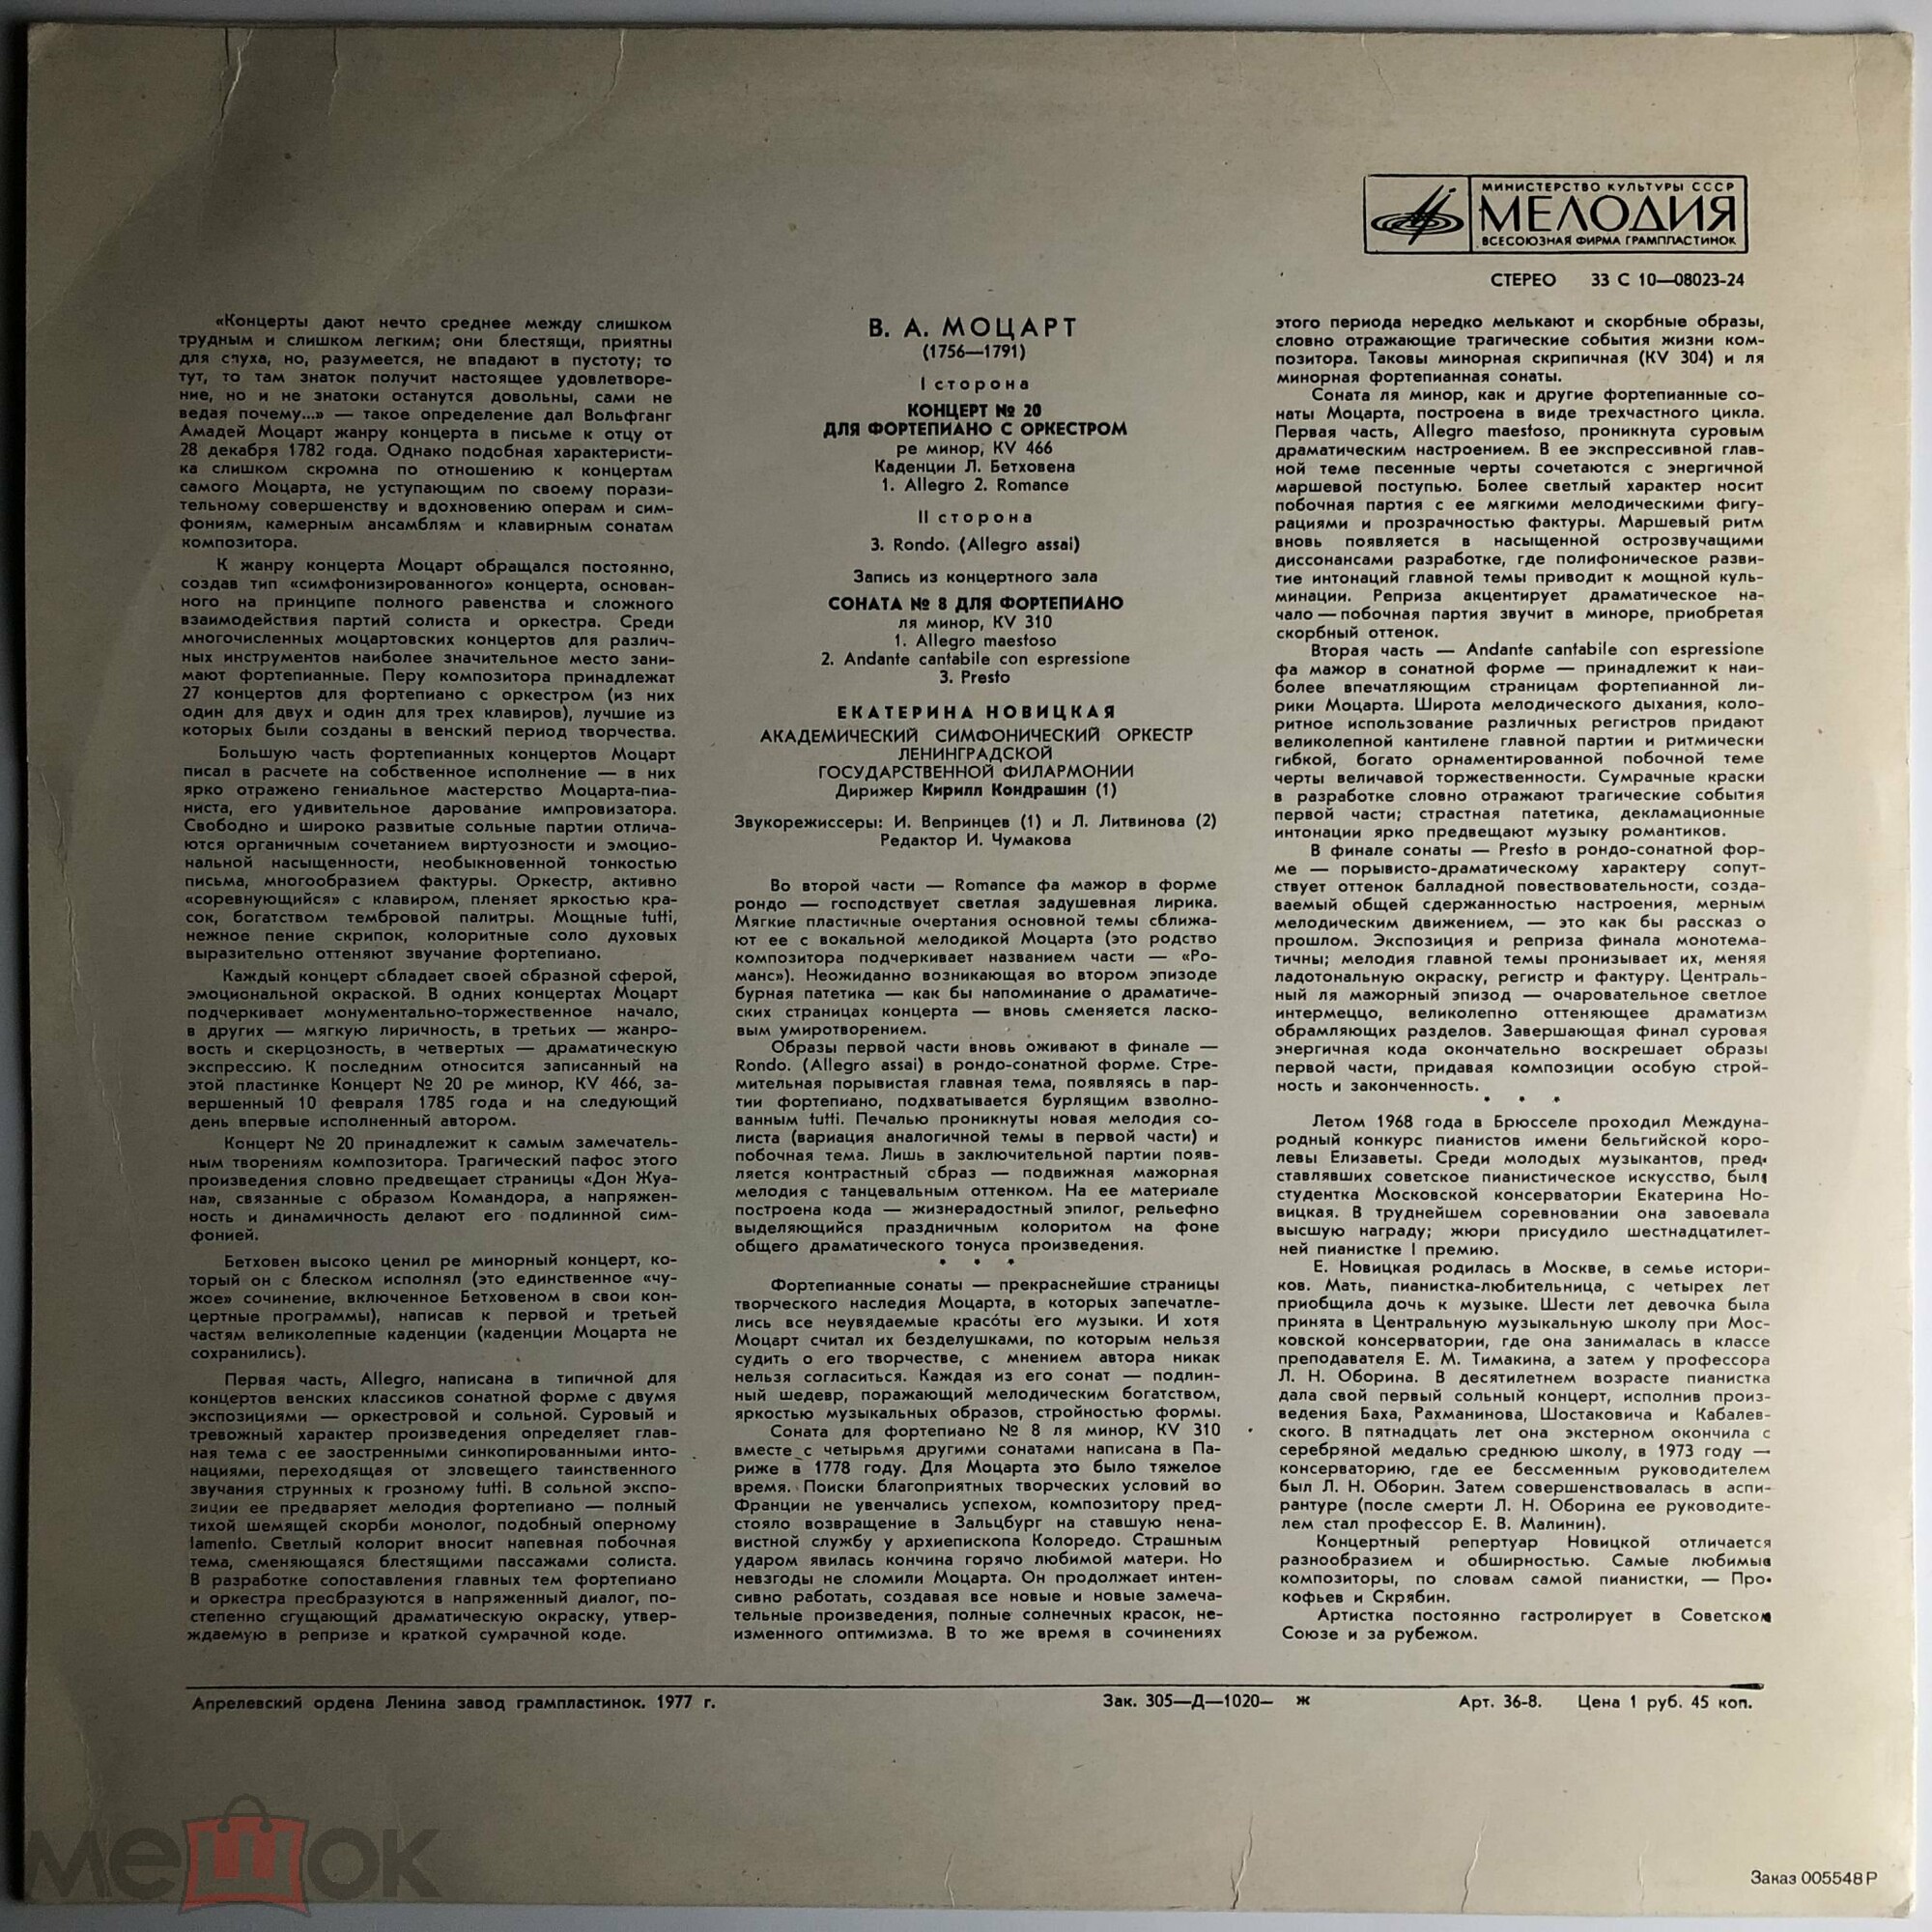 МИНИСТЕРСТВО КУЛЬТУРЫ СССР
МЕЛОДИЯ
ВСЕСОЮЗНАЯ ФИРМА ГРАМПЛАСТИНОК
СТЕРЕО 33 С 10—08023-24
«Концерты дают нечто среднее между слишком
трудным и слишком легким; они блестящи, приятны
для слуха, но, разумеется, не впадают в пустоту; то
тут, то там знаток получит настоящее удовлетворе-
ние, но и не знатоки останутся довольны, сами не
ведая почему...» — такое определение дал Вольфганг
Амадей Моцарт жанру концерта в письме к отцу от
28 декабря 1782 года. Однако подобная характеристи-
ка слишком скромна по отношению к концертам
самого Моцарта, не уступающим по своему порази-
тельному совершенству и вдохновению операм и сим-
фониям, камерным ансамблям и клавирным сонатам
композитора.
К жанру концерта Моцарт обращался постоянно,
создав тип «симфонизированного» концерта, основан-
ного на принципе полного равенства и сложного
взаимодействия партий солиста и оркестра. Среди
многочисленных моцартовских концертов для различ-
ных инструментов наиболее значительное место зани-
мают фортепианные. Перу композитора принадлежат
27 концертов для фортепиано с оркестром (из них
один для двух и один для трех клавиров), лучшие из
которых были созданы в венский период творчества.
Большую часть фортепианных концертов Моцарт
писал в расчете на собственное исполнение — в них
ярко отражено гениальное мастерство Моцарта-пиа-
ниста, его удивительное дарование импровизатора.
Свободно и широко развитые сольные партии отлича-
ются органичным сочетанием виртуозности и эмоцио-
нальной насыщенности, необыкновенной тонкостью
письма, многообразием фактуры. Оркестр, активно
«соревнующийся» с клавиром, пленяет яркостью кра-
сок, богатством тембровой палитры. Мощные tutti,
нежное пение скрипок, колоритные соло духовых
выразительно оттеняют звучание фортепиано.
Каждый концерт обладает своей образной сферой,
эмоциональной окраской. В одних концертах Моцарт
подчеркивает монументально-торжественное начало,
в других — мягкую лиричность, в третьих — жанро-
вость и скерцозность, в четвертых — драматическую
экспрессию. К последним относится записанный на
этой пластинке Концерт № 20 ре минор, KV 466, за-
вершенный 10 февраля 1785 года и на следующий
день впервые исполненный автором.
Концерт № 20 принадлежит к самым замечатель-
ным творениям композитора. Трагический пафос этого
произведения словно предвещает страницы «Дон Жуа-
на», связанные с образом Командора, а напряжен-
ность и динамичность делают его подлинной сим-
фонией.
Бетховен высоко ценил ре минорный концерт, ко-
торый он с блеском исполнял (это единственное «чу-
жое» сочинение, включенное Бетховеном в свои кон-
цертные программы), написав к первой и третьей
частям великолепные каденции (каденции Моцарта не
сохранились).
Первая часть, Allegro, написана в типичной для
концертов венских классиков сонатной форме с двумя
экспозициями — оркестровой и сольной. Суровый и
тревожный характер произведения определяет глав-
ная тема с ее заостренными синкопированными инто-
нациями, переходящая от зловещего таинственного
звучания струнных к грозному tutti. В сольной экспо-
зиции ее предваряет мелодия фортепиано — полный
тихой шемящей скорби монолог, подобный оперному
lamento. Светлый колорит вносит напевная побочная
тема, сменяющаяся блестящими пассажами солиста.
В разработке сопоставления главных тем фортепиано
и оркестра преобразуются в напряженный диалог, по-
степенно сгущающий драматическую окраску, утвер-
ждаемую в репризе и краткой сумрачной коде.
В. А. МОЦАРТ
(1756—1791)
I сторона
КОНЦЕРТ № 20
ДЛЯ ФОРТЕПИАНО С ОРКЕСТРОМ
ре минор, KV 466
Каденции Л. Бетховена
1. Allegro 2. Romance
II сторона
3. Rondo. (Allegro assai)
Запись из концертного зала
СОНАТА № 8 ДЛЯ ФОРТЕПИАНО
ля минор, KV 310
1. Allegro maestoso
2. Andante cantabile con espressione
3. Presto
ЕКАТЕРИНА НОВИЦКАЯ
АКАДЕМИЧЕСКИЙ СИМФОНИЧЕСКИЙ ОРКЕСТР
ЛЕНИНГРАДСКОЙ
ГОСУДАРСТВЕННОЙ ФИЛАРМОНИИ
Дирижер Кирилл Кондрашин (1)
Звукорежиссеры: И. Вепринцев (1) и Л. Литвинова (2)
Редактор И. Чумакова
Во второй части — Romance фа мажор в форме
рондо — господствует светлая задушевная лирика.
Мягкие пластичные очертания основной темы сближа-
ют ее с вокальной мелодикой Моцарта (это родство
композитора подчеркивает названием части — «Ро-
манс»). Неожиданно возникающая во втором эпизоде
бурная патетика — как бы напоминание о драматиче-
ских страницах концерта — вновь сменяется ласко-
вым умиротворением.
Образы первой части вновь оживают в финале —
Rondo. (Allegro assai) в рондо-сонатной форме. Стре-
мительная порывистая главная тема, появляясь в пар-
тии фортепиано, подхватывается бурлящим взволно-
ванным tutti. Печалью проникнуты новая мелодия со-
листа (вариация аналогичной темы в первой части) и
побочная тема. Лишь в заключительной партии появ-
ляется контрастный образ — подвижная мажорная
мелодия с танцевальным оттенком. На ее материале
построена кода — жизнерадостный эпилог, рельефно
выделяющийся праздничным колоритом на фоне
общего драматического тонуса произведения.
* * *
Фортепианные сонаты — прекраснейшие страницы
творческого наследия Моцарта, в которых запечатле-
лись все неувядаемые красоты его музыки. И хотя
Моцарт считал их безделушками, по которым нельзя
судить о его творчестве, с мнением автора никак
нельзя согласиться. Каждая из его сонат — подлин-
ный шедевр, поражающий мелодическим богатством,
яркостью музыкальных образов, стройностью формы.
Соната для фортепиано № 8 ля минор, KV 310
вместе с четырьмя другими сонатами написана в Па-
риже в 1778 году. Для Моцарта это было тяжелое
время. Поиски благоприятных творческих условий во
Франции не увенчались успехом, композитору пред-
стояло возвращение в Зальцбург на ставшую нена-
вистной службу у архиепископа Колоредо. Страшным
ударом явилась кончина горячо любимой матери. Но
невзгоды не сломили Моцарта. Он продолжает интен-
сивно работать, создавая все новые и новые замеча-
тельные произведения, полные солнечных красок, не-
изменного оптимизма. В то же время в сочинениях
этого периода нередко мелькают и скорбные образы,
словно отражающие трагические события жизни ком-
позитора. Таковы минорная скрипичная (KV 304) и ля
минорная фортепианная сонаты.
Соната ля минор, как и другие фортепианные со-
наты Моцарта, построена в виде трехчастного цикла.
Первая часть, Allegro maestoso, проникнута суровым
драматическим настроением. В ее экспрессивной глав-
ной теме песенные черты сочетаются с энергичной
маршевой поступью. Более светлый характер носит
побочная партия с ее мягкими мелодическими фигу-
рациями и прозрачностью фактуры. Маршевый ритм
вновь появляется в насыщенной острозвучащими
диссонансами разработке, где полифоническое разви-
тие интонаций главной темы приводит к мощной куль-
минации. Реприза акцентирует драматическое на-
чало — побочная партия звучит в миноре, приобретая
скорбный оттенок.
Вторая часть — Andante cantabile con espressione
фа мажор в сонатной форме — принадлежит к наи-
более впечатляющим страницам фортепианной ли-
рики Моцарта. Широта мелодического дыхания, коло-
ритное использование различных регистров придают
великолепной кантилене главной партии и ритмически
гибкой, богато орнаментированной побочной теме
черты величавой торжественности. Сумрачные краски
в разработке словно отражают трагические события
первой части; страстная патетика, декламационные
интонации ярко предвещают музыку романтиков.
В финале сонаты — Presto в рондо-сонатной фор-
ме — порывисто-драматическому характеру сопут-
ствует оттенок балладной повествовательности, созда-
ваемый общей сдержанностью настроения, мерным
мелодическим движением, — это как бы рассказ о
прошлом. Экспозиция и реприза финала монотема-
тичны; мелодия главной темы пронизывает их, меняя
ладотональную окраску, регистр и фактуру. Централь-
ный ля мажорный эпизод — очаровательное светлое
интермеццо, великолепно оттеняющее драматизм
обрамляющих разделов. Завершающая финал суровая
энергичная кода окончательно воскрешает образы
первой части, придавая композиции особую строй-
ность и законченность.
* * *
Летом 1968 года в Брюсселе проходил Междуна-
родный конкурс пианистов имени бельгийской коро-
левы Елизаветы. Среди молодых музыкантов, пред-
ставлявших советское пианистическое искусство, была
студентка Московской консерватории Екатерина Но-
вицкая. В труднейшем соревновании она завоевала
высшую награду; жюри присудило шестнадцатилет-
ней пианистке I премию.
Е. Новицкая родилась в Москве, в семье истори-
ков. Мать, пианистка-любительница, с четырех лет
приобщила дочь к музыке. Шести лет девочка была
принята в Центральную музыкальную школу при Мос-
ковской консерватории, где она занималась в классе
преподавателя Е. М. Тимакина, а затем у профессора
Л. Н. Оборина. В десятилетнем возрасте пианистка
дала свой первый сольный концерт, исполнив произ-
ведения Баха, Рахманинова, Шостаковича и Кабалев-
ского. В пятнадцать лет она экстерном окончила с
серебряной медалью среднюю школу, в 1973 году —
консерваторию, где ее бессменным руководителем
был Л. Н. Оборин. Затем совершенствовалась в аспи-
рантуре (после смерти Л. Н. Оборина ее руководите-
лем стал профессор Е. В. Малинин).
Концертный репертуар Новицкой отличается
разнообразием и обширностью. Самые любимые
композиторы, по словам самой пианистки, — Про-
кофьев и Скрябин.
Артистка постоянно гастролирует в Советском
Союзе и за рубежом.
Апрелевский ордена Ленина завод грампластинок. 1977 г. Зак. 305—Д—1020— ж Арт. 36-8. Цена 1 руб. 45 коп.
мешок
Заказ 005548Р